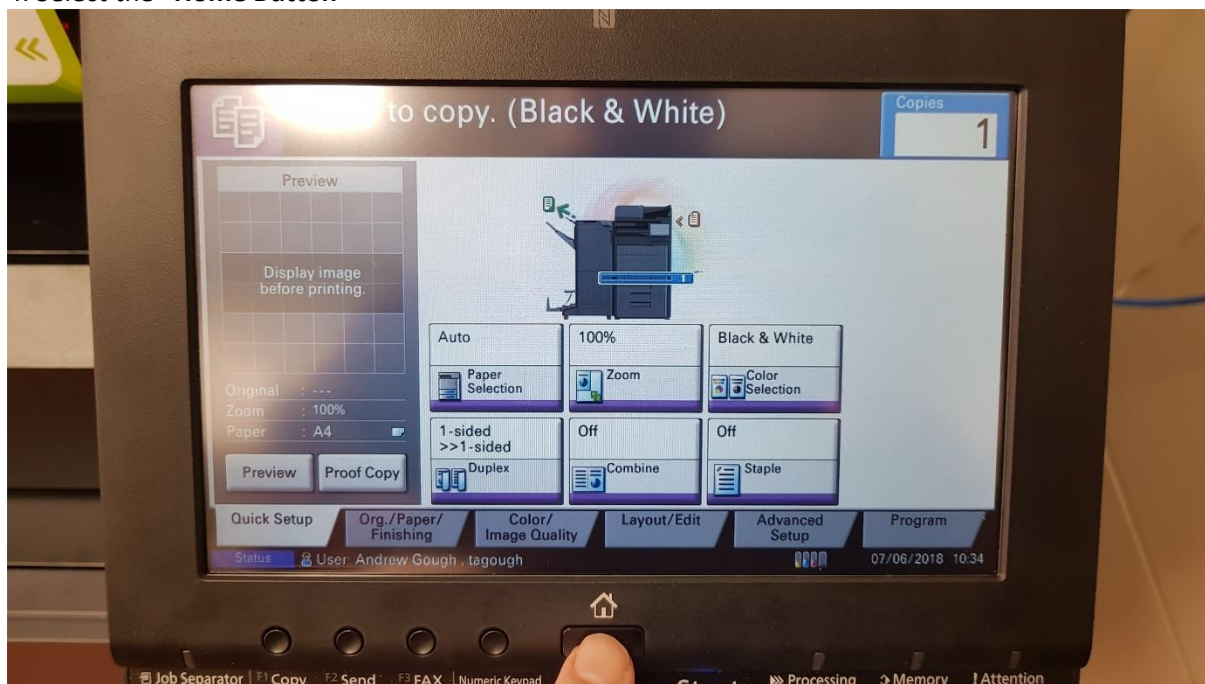 to copy. (Black & White)
Copies
1
Preview
Display image
before printing.
Original : ---
Zoom : 100%
Paper : A4
Preview
Proof Copy
Auto
Paper
Selection
100%
Zoom
Black & White
Color
Selection
1-sided
>>1-sided
Duplex
Off
Combine
Off
Staple
Quick Setup
Org./Paper/
Finishing
Color/
Image Quality
Layout/Edit
Advanced
Setup
Program
Status
User: Andrew Gough . tagough
07/06/2018 10:34
Job Separator
F1 Copy
F2 Send
F3 FAX
Numeric Keypad
Processing
Memory
! Attention